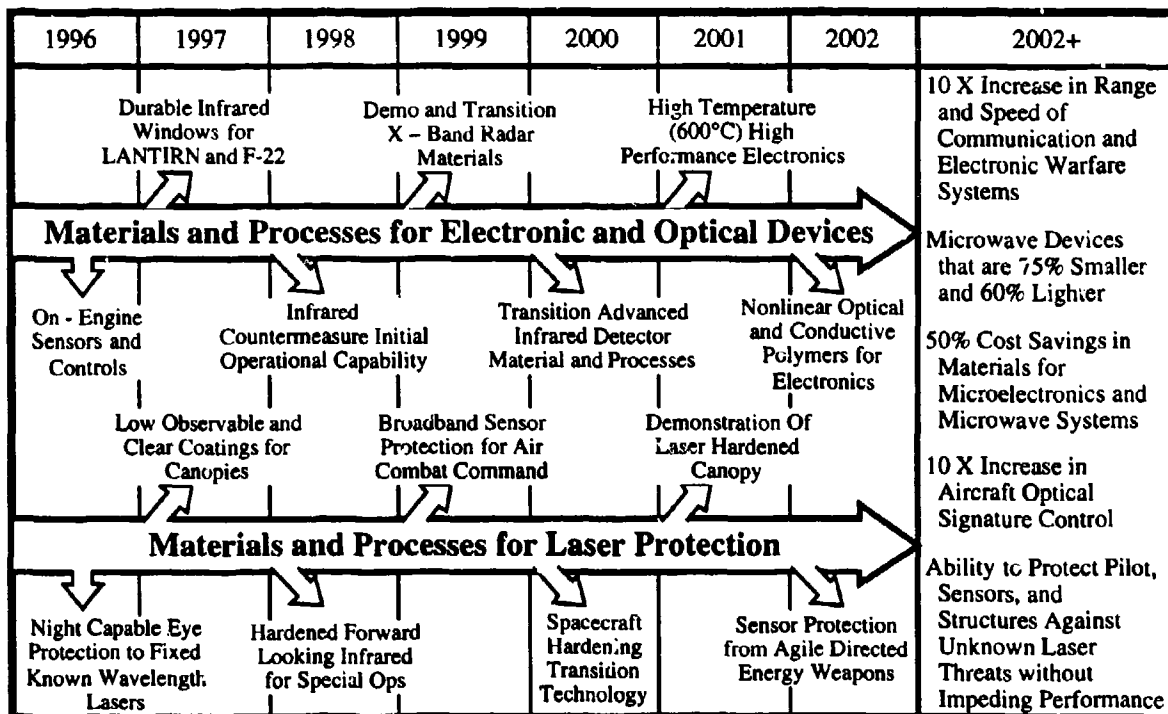 1996 1997 1998 1999 2000 2001 2002 2002+
Durable Infrared
Windows for
LANTIRN and F-22
Demo and Transition
X – Band Radar
Materials
High Temperature
(600°C) High
Performance Electronics
Materials and Processes for Electronic and Optical Devices
On - Engine
Sensors and
Controls
Infrared
Countermeasure Initial
Operational Capability
Transition Advanced
Infrared Detector
Material and Processes
Nonlinear Optical
and Conductive
Polymers for
Electronics
Low Observable and
Clear Coatings for
Canopies
Broadband Sensor
Protection for Air
Combat Command
Demonstration Of
Laser Hardened
Canopy
Materials and Processes for Laser Protection
Night Capable Eye
Protection to Fixed
Known Wavelength
Lasers
Hardened Forward
Looking Infrared
for Special Ops
Spacecraft
Hardening
Transition
Technology
Sensor Protection
from Agile Directed
Energy Weapons
10 X Increase in Range
and Speed of
Communication and
Electronic Warfare
Systems
Microwave Devices
that are 75% Smaller
and 60% Lighter
50% Cost Savings in
Materials for
Microelectronics and
Microwave Systems
10 X Increase in
Aircraft Optical
Signature Control
Ability to Protect Pilot,
Sensors, and
Structures Against
Unknown Laser
Threats without
Impeding Performance